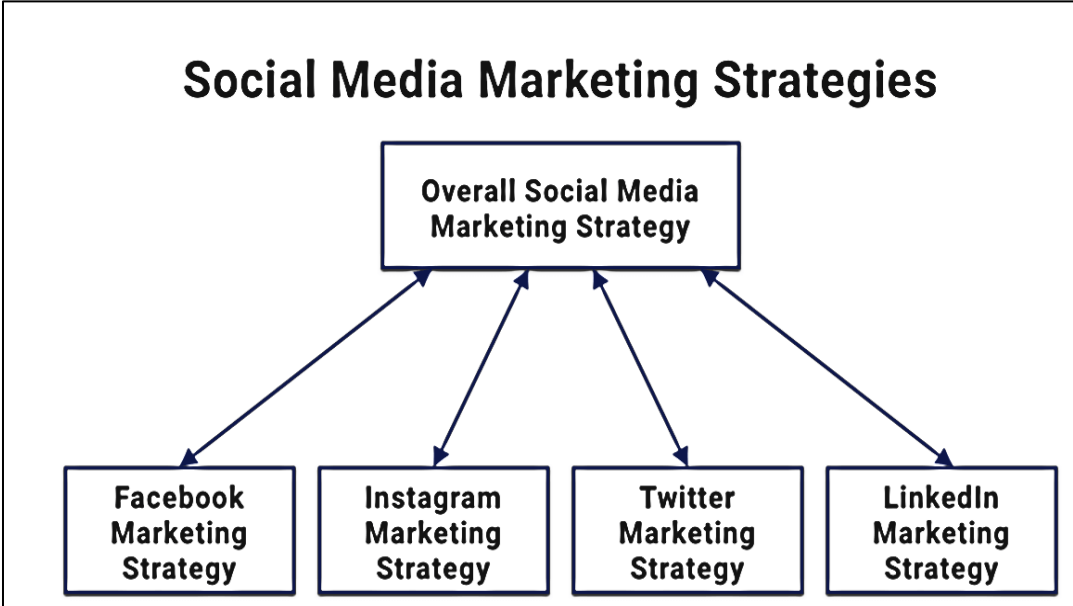 Social Media Marketing Strategies
Overall Social Media
Marketing Strategy
Facebook
Marketing
Strategy
Instagram
Marketing
Strategy
Twitter
Marketing
Strategy
LinkedIn
Marketing
Strategy